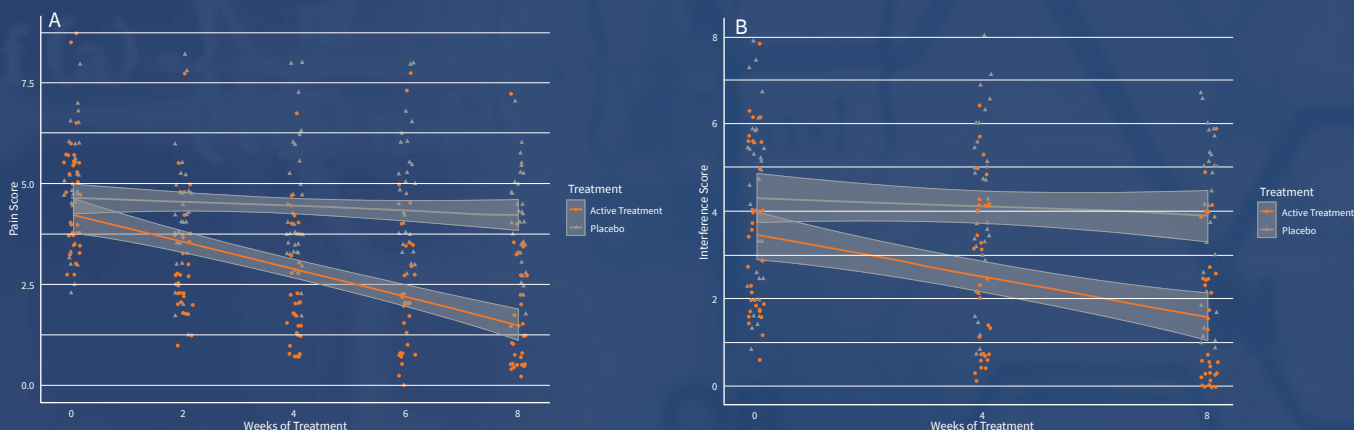 A
Pain Score
7.5
5.0
2.5
0.0
0 2 4 6 8
Weeks of Treatment
Treatment
Active Treatment
Placebo
B
Interference Score
8
6
4
2
0
0 4 8
Weeks of Treatment
Treatment
Active Treatment
Placebo